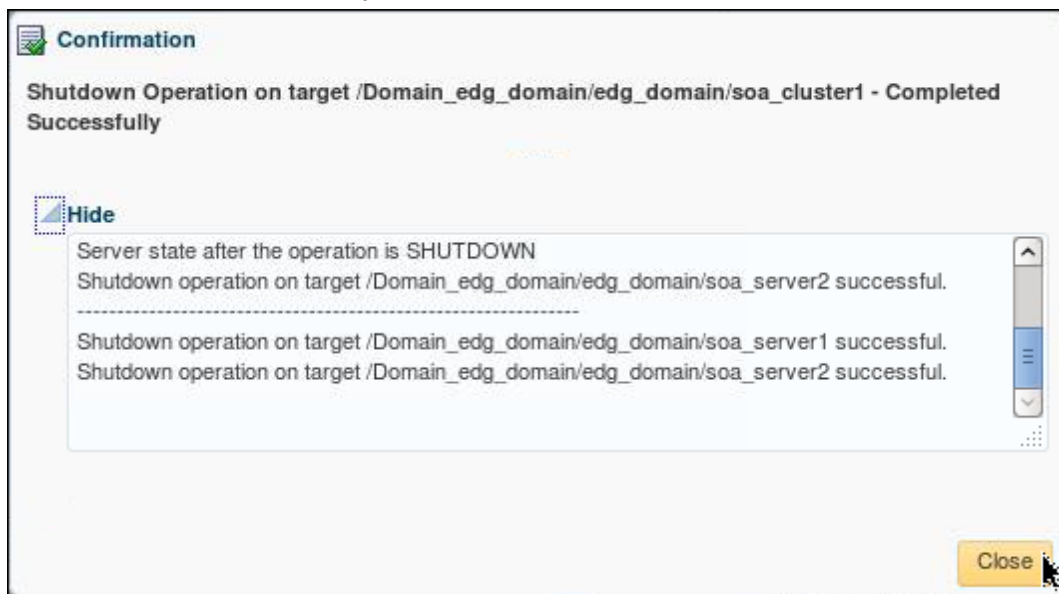 Confirmation
Shutdown Operation on target /Domain_edg_domain/edg_domain/soa_cluster1 - Completed
Successfully
Hide
Server state after the operation is SHUTDOWN
Shutdown operation on target /Domain_edg_domain/edg_domain/soa_server2 successful.
----------------------------------------------------------------
Shutdown operation on target /Domain_edg_domain/edg_domain/soa_server1 successful.
Shutdown operation on target /Domain_edg_domain/edg_domain/soa_server2 successful.
Close